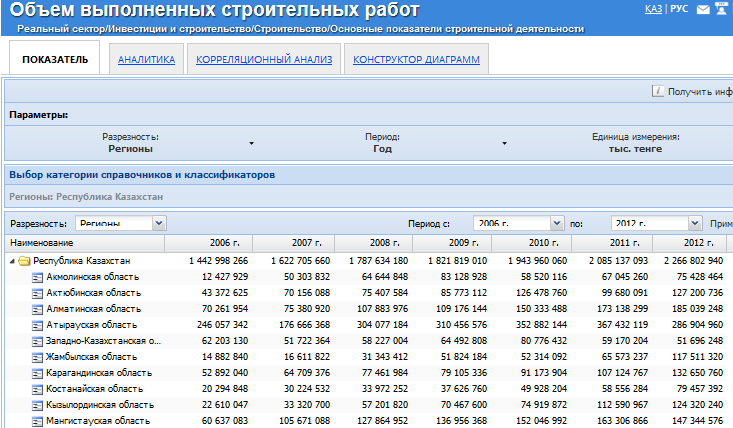 Объем выполненных строительных работ
КАЗ | РУС
Реальный сектор/Инвестиции и строительство/Строительство/Основные показатели строительной деятельности
ПОКАЗАТЕЛЬ АНАЛИТИКА КОРРЕЛЯЦИОННЫЙ АНАЛИЗ КОНСТРУКТОР ДИАГРАММ
Получить инф
Параметры:
Разрезность: Период: Единица измерения:
Регионы Год тыс. тенге
Выбор категории справочников и классификаторов
Регионы: Республика Казахстан
Разрезность: Регионы Период с: 2006 г. по: 2012 г. Прим
Наименование 2006 г. 2007 г. 2008 г. 2009 г. 2010 г. 2011 г. 2012 г.
Республика Казахстан 1 442 998 266 1 622 705 660 1 787 634 180 1 821 819 010 1 943 960 060 2 085 137 093 2 266 802 940
Акмолинская область 12 427 929 50 303 832 64 644 848 83 128 928 58 520 116 67 045 260 75 428 464
Актюбинская область 43 372 625 70 156 088 75 407 584 85 773 112 126 478 760 99 680 091 127 200 736
Алматинская область 70 261 954 75 380 920 107 883 976 109 176 144 150 333 488 173 138 299 185 039 248
Атырауская область 246 057 342 176 666 368 304 077 184 310 456 576 352 882 144 367 432 119 286 904 960
Западно-Казахстанская о... 62 203 130 51 722 364 58 227 004 64 492 808 80 776 432 59 170 204 51 696 248
Жамбылская область 14 882 840 16 611 822 31 343 412 51 824 184 52 314 092 65 573 237 117 511 320
Карагандинская область 52 892 040 64 709 376 77 461 984 79 105 336 91 173 904 107 124 767 132 650 760
Костанайская область 20 294 848 30 224 532 33 972 252 37 626 760 49 928 204 58 556 284 79 457 392
Кызылординская область 22 610 047 33 320 700 57 201 820 70 467 600 74 919 872 112 590 967 124 320 240
Мангистауская область 60 637 083 105 671 088 127 864 952 136 956 368 152 046 992 163 306 866 147 344 576